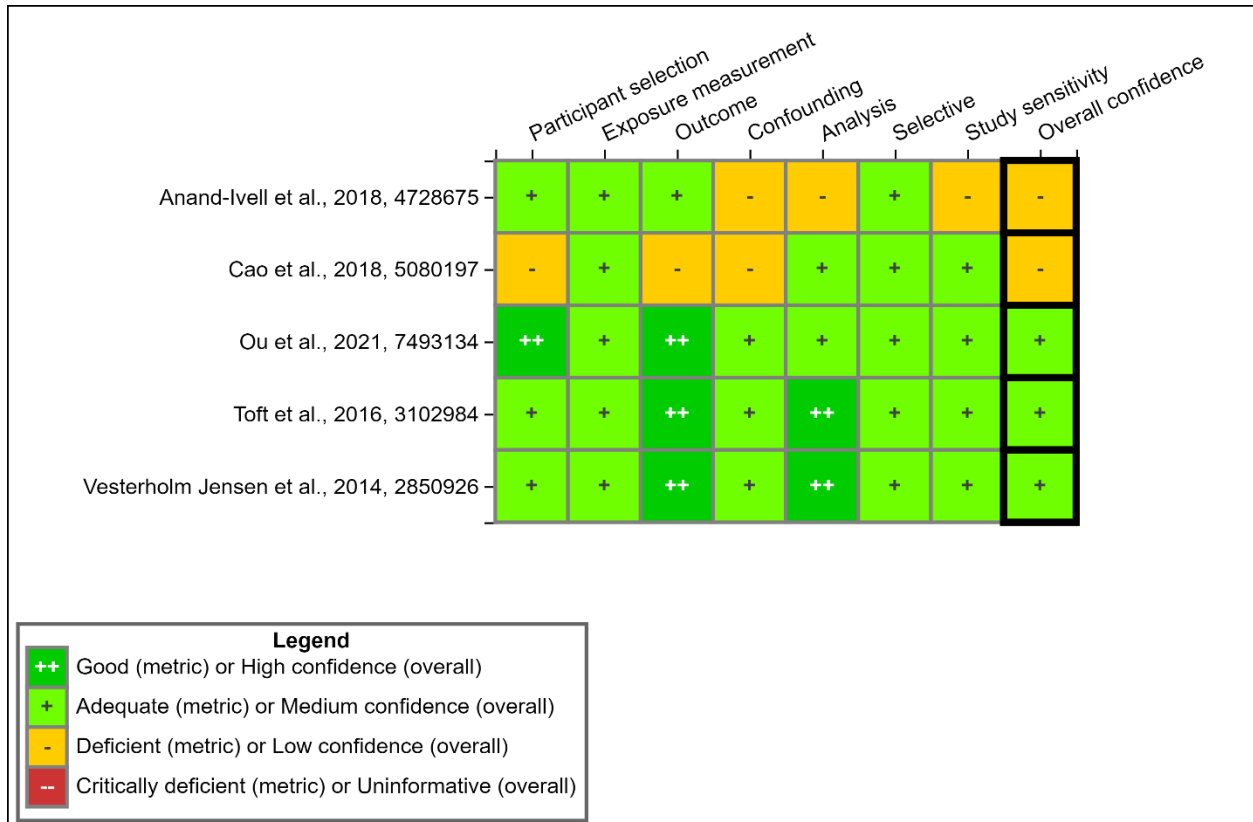 Participant selection
Exposure measurement
Outcome
Confounding
Analysis
Selective
Study sensitivity
Overall confidence
Anand-Ivell et al., 2018, 4728675 + + + - - + - -
Cao et al., 2018, 5080197 - + - - + + + -
Ou et al., 2021, 7493134 ++ + ++ + + + + +
Toft et al., 2016, 3102984 + + ++ + ++ + + +
Vesterholm Jensen et al., 2014, 2850926 + + ++ + ++ + + +
Legend
++ Good (metric) or High confidence (overall)
+ Adequate (metric) or Medium confidence (overall)
- Deficient (metric) or Low confidence (overall)
-- Critically deficient (metric) or Uninformative (overall)